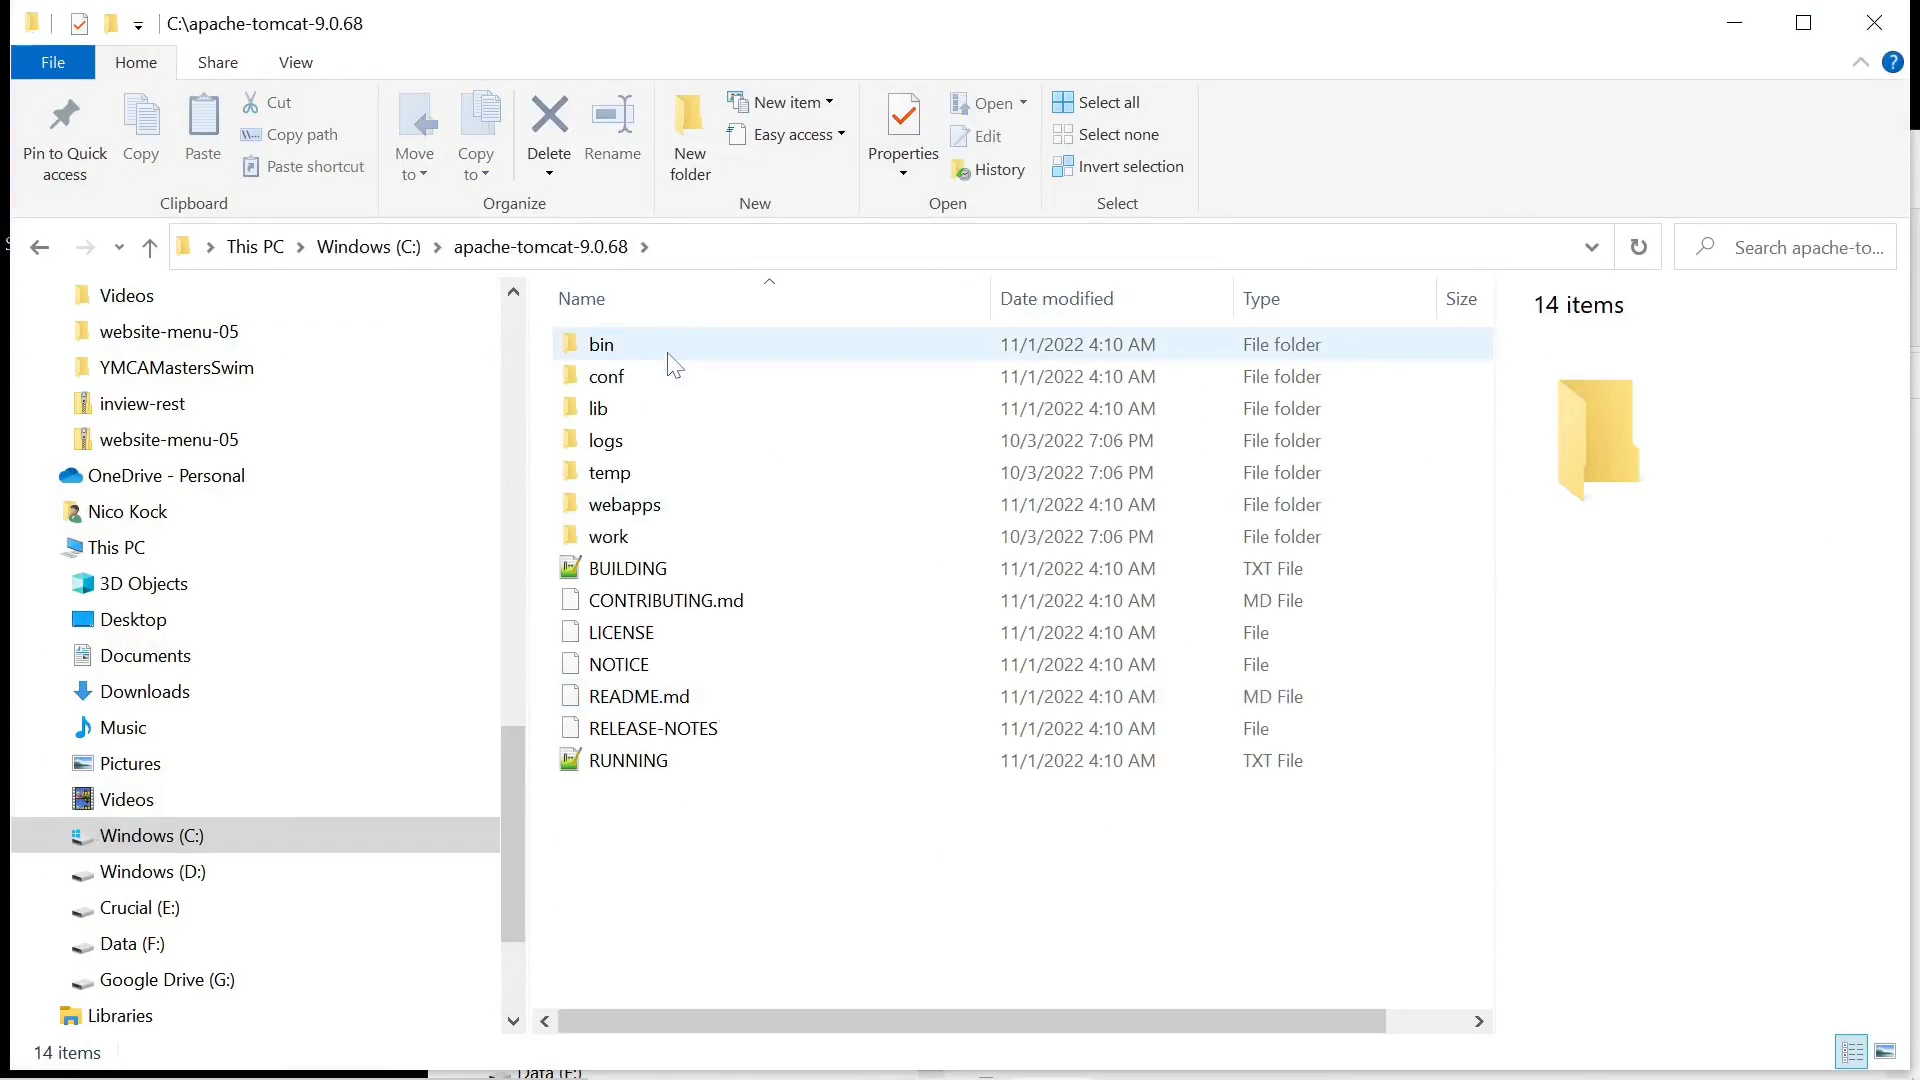 C:\apache-tomcat-9.0.68
File Home Share View
Pin to Quick access
Copy
Paste
Cut
Copy path
Paste shortcut
Clipboard
Move to
Copy to
Delete
Rename
Organize
New folder
New item
Easy access
New
Properties
Open
Edit
History
Open
Select all
Select none
Invert selection
Select
This PC > Windows (C:) > apache-tomcat-9.0.68 >
Search apache-to...
Videos
website-menu-05
YMCAMastersSwim
inview-rest
website-menu-05
OneDrive - Personal
Nico Kock
This PC
3D Objects
Desktop
Documents
Downloads
Music
Pictures
Videos
Windows (C:)
Windows (D:)
Crucial (E:)
Data (F:)
Google Drive (G:)
Libraries
Name Date modified Type Size
bin 11/1/2022 4:10 AM File folder
conf 11/1/2022 4:10 AM File folder
lib 11/1/2022 4:10 AM File folder
logs 10/3/2022 7:06 PM File folder
temp 10/3/2022 7:06 PM File folder
webapps 11/1/2022 4:10 AM File folder
work 10/3/2022 7:06 PM File folder
BUILDING 11/1/2022 4:10 AM TXT File
CONTRIBUTING.md 11/1/2022 4:10 AM MD File
LICENSE 11/1/2022 4:10 AM File
NOTICE 11/1/2022 4:10 AM File
README.md 11/1/2022 4:10 AM MD File
RELEASE-NOTES 11/1/2022 4:10 AM File
RUNNING 11/1/2022 4:10 AM TXT File
14 items
14 items